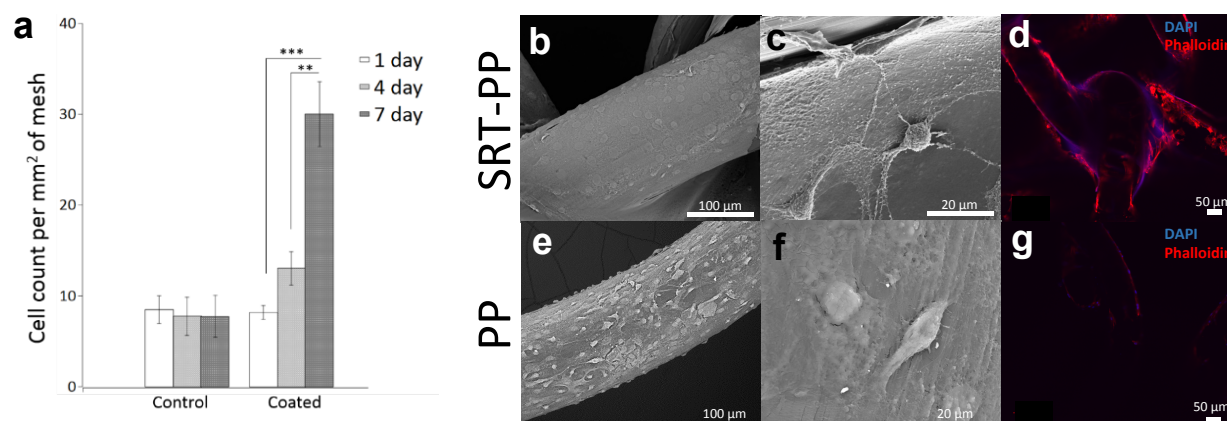 a
Cell count per mm² of mesh
40
30
20
10
0
***
**
1 day
4 day
7 day
Control
Coated
SRT-PP
PP
b
100 µm
c
20 µm
d
DAPI
Phalloidin
50 µm
e
100 µm
f
20 µm
g
DAPI
Phalloidin
50 µm